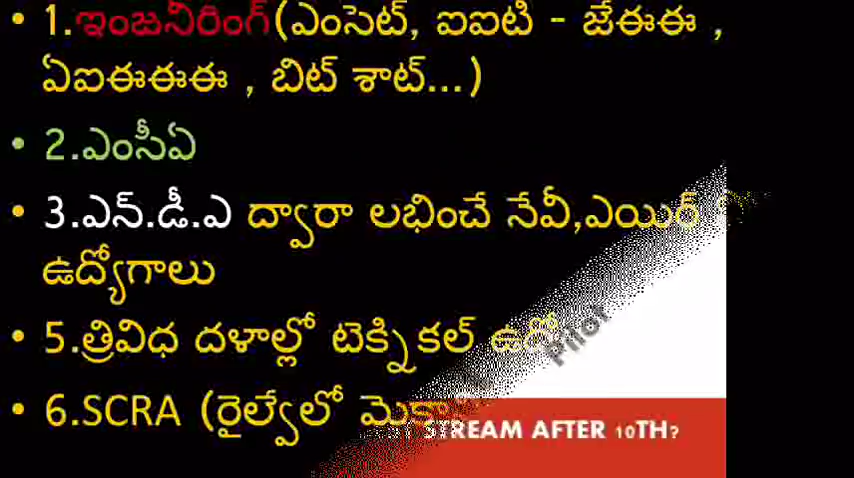 1.ఇంజనీరింగ్(ఎంసెట్, ఐఐటి - జేఈఈ ,
ఏఐఈఈఈ , బిట్ శాట్...)
2.ఎంసీఏ
3.ఎన్.డీ.ఎ ద్వారా లభించే నేవీ,ఎయిర్
ఉద్యోగాలు
5.త్రివిధ దళాల్లో టెక్నికల్
6.SCRA (రైల్వేలో
Pilot
STREAM AFTER 10TH?